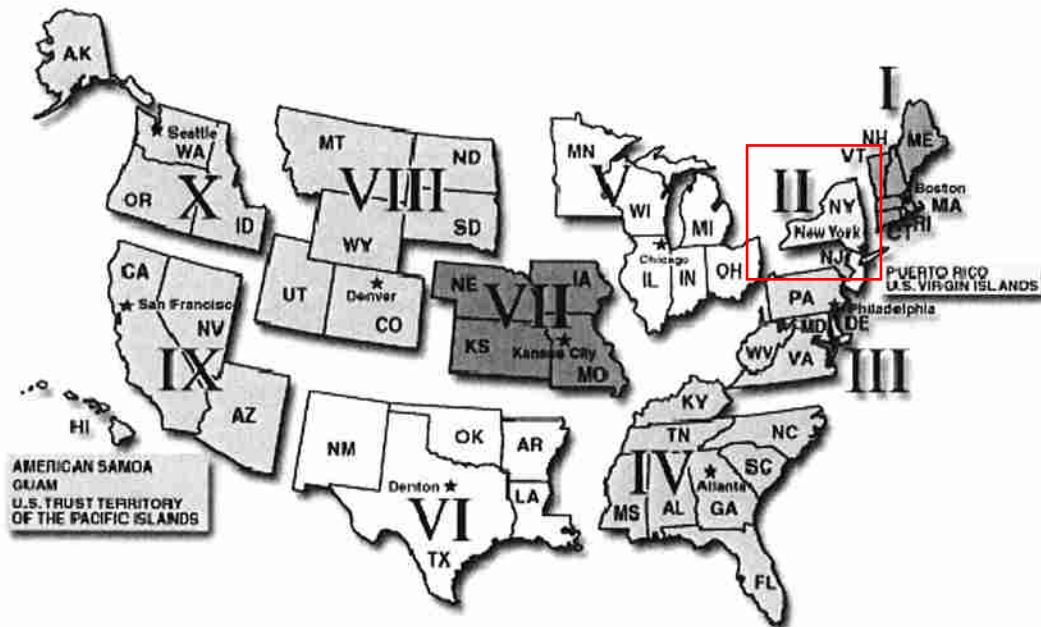 A.K
I
NH
ME
VT
MN
II
Seattle
WA
MT
ND
V
Boston
MA
NY
OR
X
VIII
WI
MI
RI
CT
New York
ID
SD
WY
Chicago
NJ
CA
OH
IL
IN
PUERTO RICO
U.S. VIRGIN ISLANDS
UT
Denver
NE
IA
PA
San Francisco
CO
VII
Philadelphia
NV
MD
DE
KS
Kansas City
WV
VA
IX
MO
III
KY
AZ
HI
OK
AR
TN
NC
NM
AMERICAN SAMOA
GUAM
U.S. TRUST TERRITORY
OF THE PACIFIC ISLANDS
Denton
LA
IV
SC
Atlanta
VI
MS
AL
GA
TX
FL